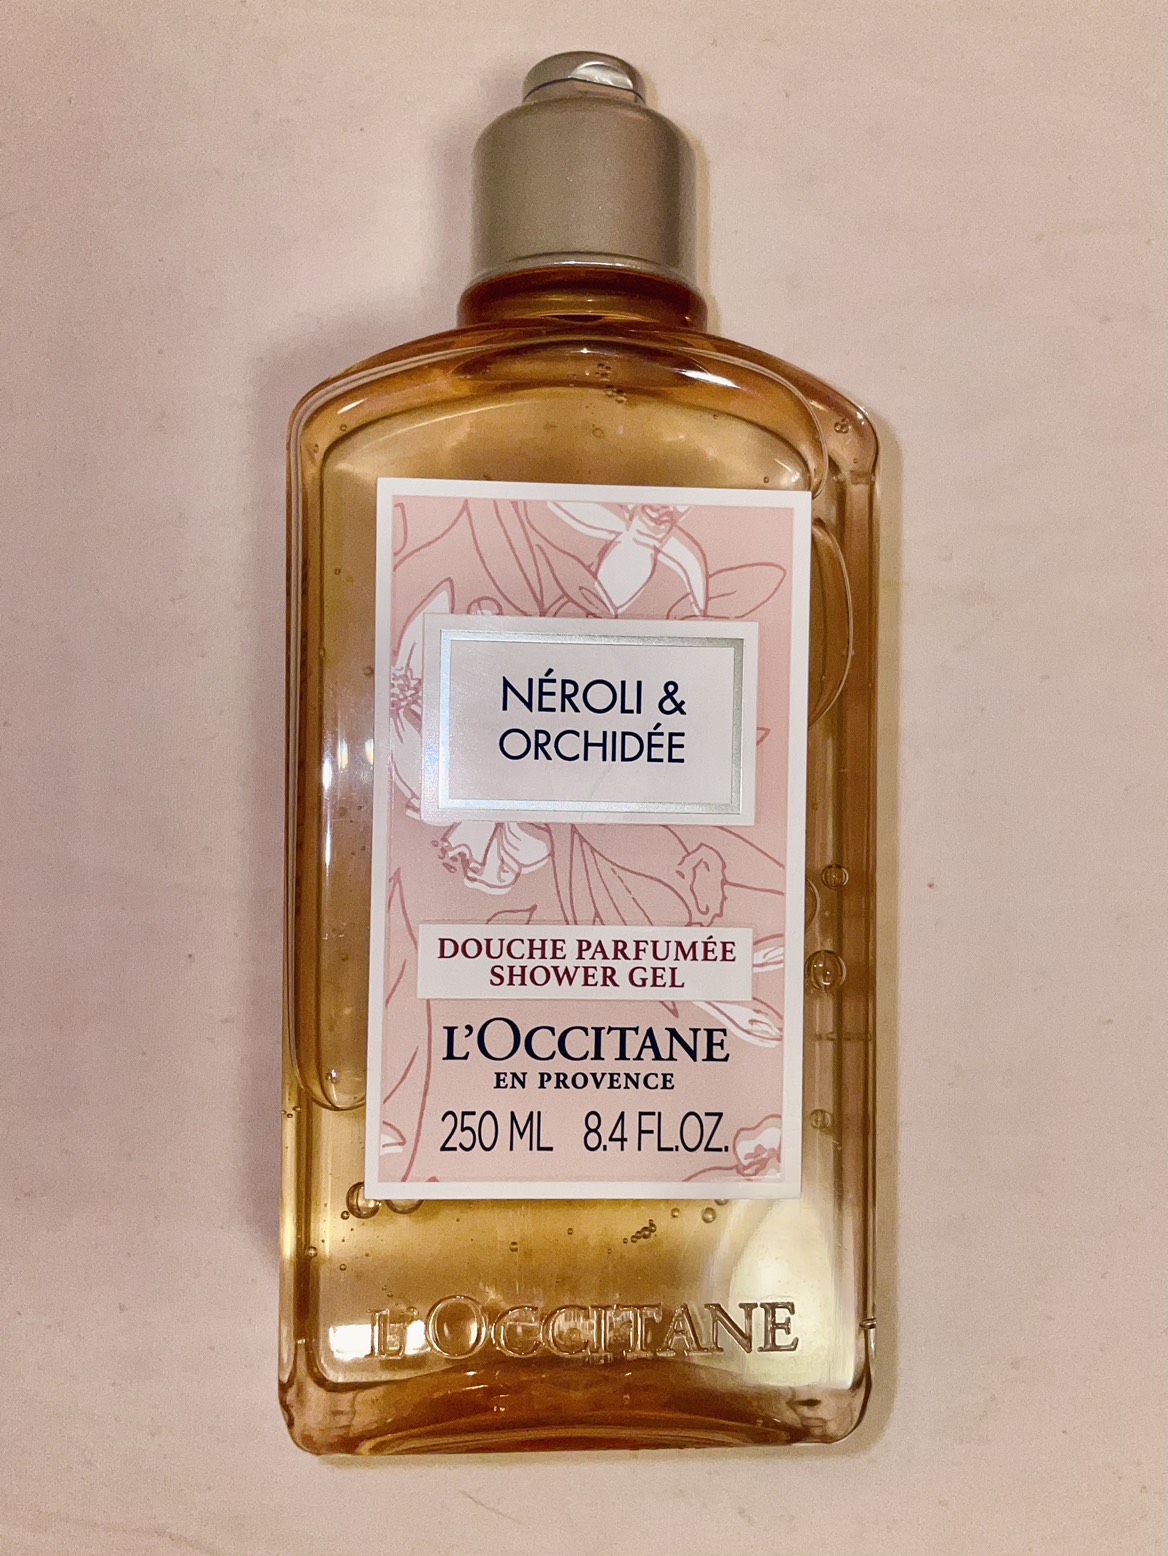 NÉROLI &
ORCHIDÉE
DOUCHE PARFUMÉE
SHOWER GEL
L'OCCITANE
EN PROVENCE
250 ML 8.4 FL.OZ.
L'OCCITANE